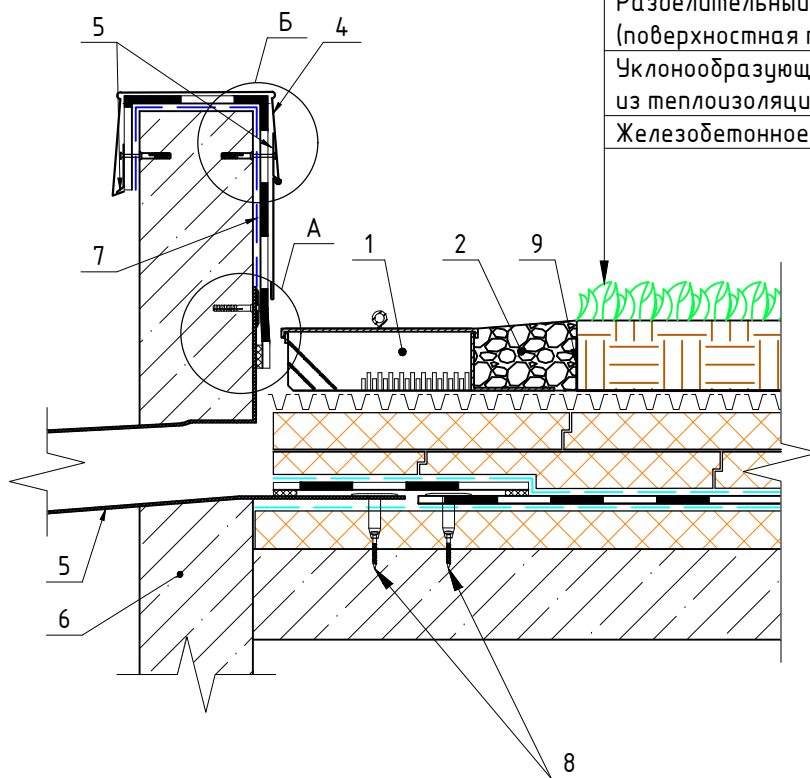 Разделительный
(поверхностная п
Уклонообразующ
из теплоизоляци
Железобетонное
5
Б
4
7
А
1
2
9
5
6
8